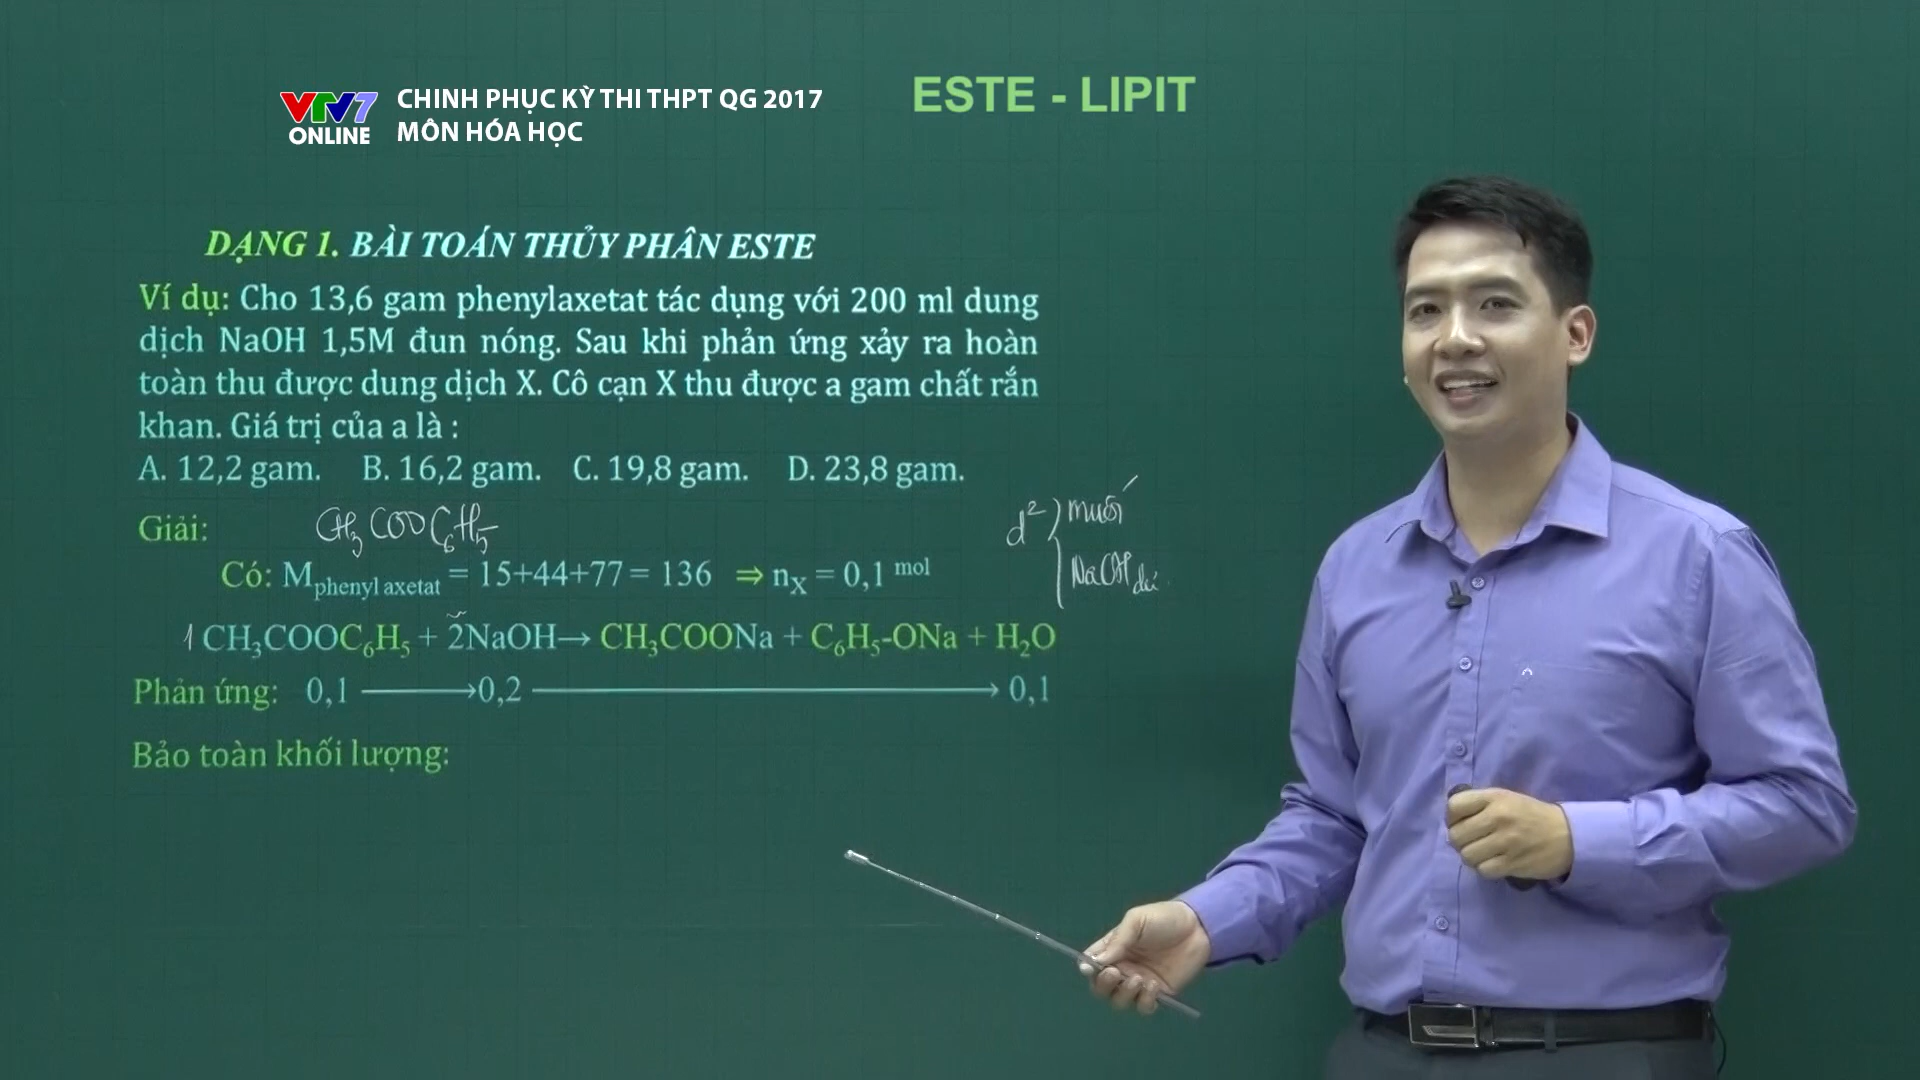 VTV7
ONLINE
CHINH PHỤC KỲ THI THPT QG 2017
MÔN HÓA HỌC
ESTE - LIPIT
DẠNG 1. BÀI TOÁN THỦY PHÂN ESTE
Ví dụ: Cho 13,6 gam phenylaxetat tác dụng với 200 ml dung
dịch NaOH 1,5M đun nóng. Sau khi phản ứng xảy ra hoàn
toàn thu được dung dịch X. Cô cạn X thu được a gam chất rắn
khan. Giá trị của a là :
A. 12,2 gam. B. 16,2 gam. C. 19,8 gam. D. 23,8 gam.
Giải: CH₃COOC₆H₅
d² muối
NaOH dư
Có: Mphenyl axetat = 15+44+77 = 136 ⇒ nX = 0,1 mol
1 CH₃COOC₆H₅ + 2NaOH→ CH₃COONa + C₆H₅-ONa + H₂O
Phản ứng: 0,1 ⟶ 0,2 ⟶ 0,1
Bảo toàn khối lượng: